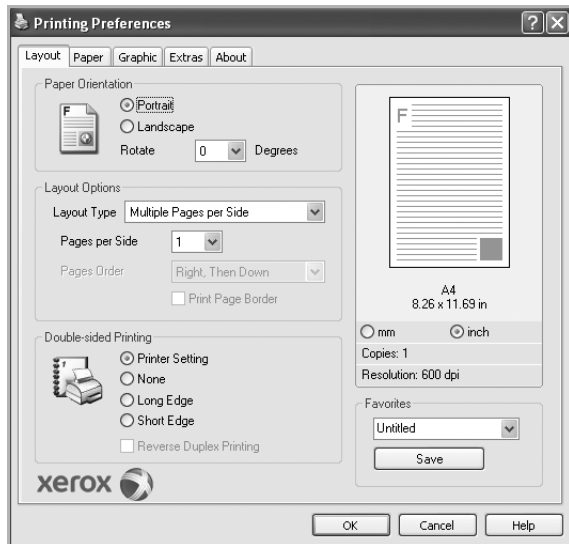 Printing Preferences
Layout Paper Graphic Extras About
Paper Orientation
F
Portrait
Landscape
Rotate 0 Degrees
Layout Options
Layout Type Multiple Pages per Side
Pages per Side 1
Pages Order Right, Then Down
Print Page Border
Double-sided Printing
1
Printer Setting
None
Long Edge
Short Edge
Reverse Duplex Printing
xerox
F
A4
8.26 x 11.69 in
mm inch
Copies: 1
Resolution: 600 dpi
Favorites
Untitled
Save
OK Cancel Help